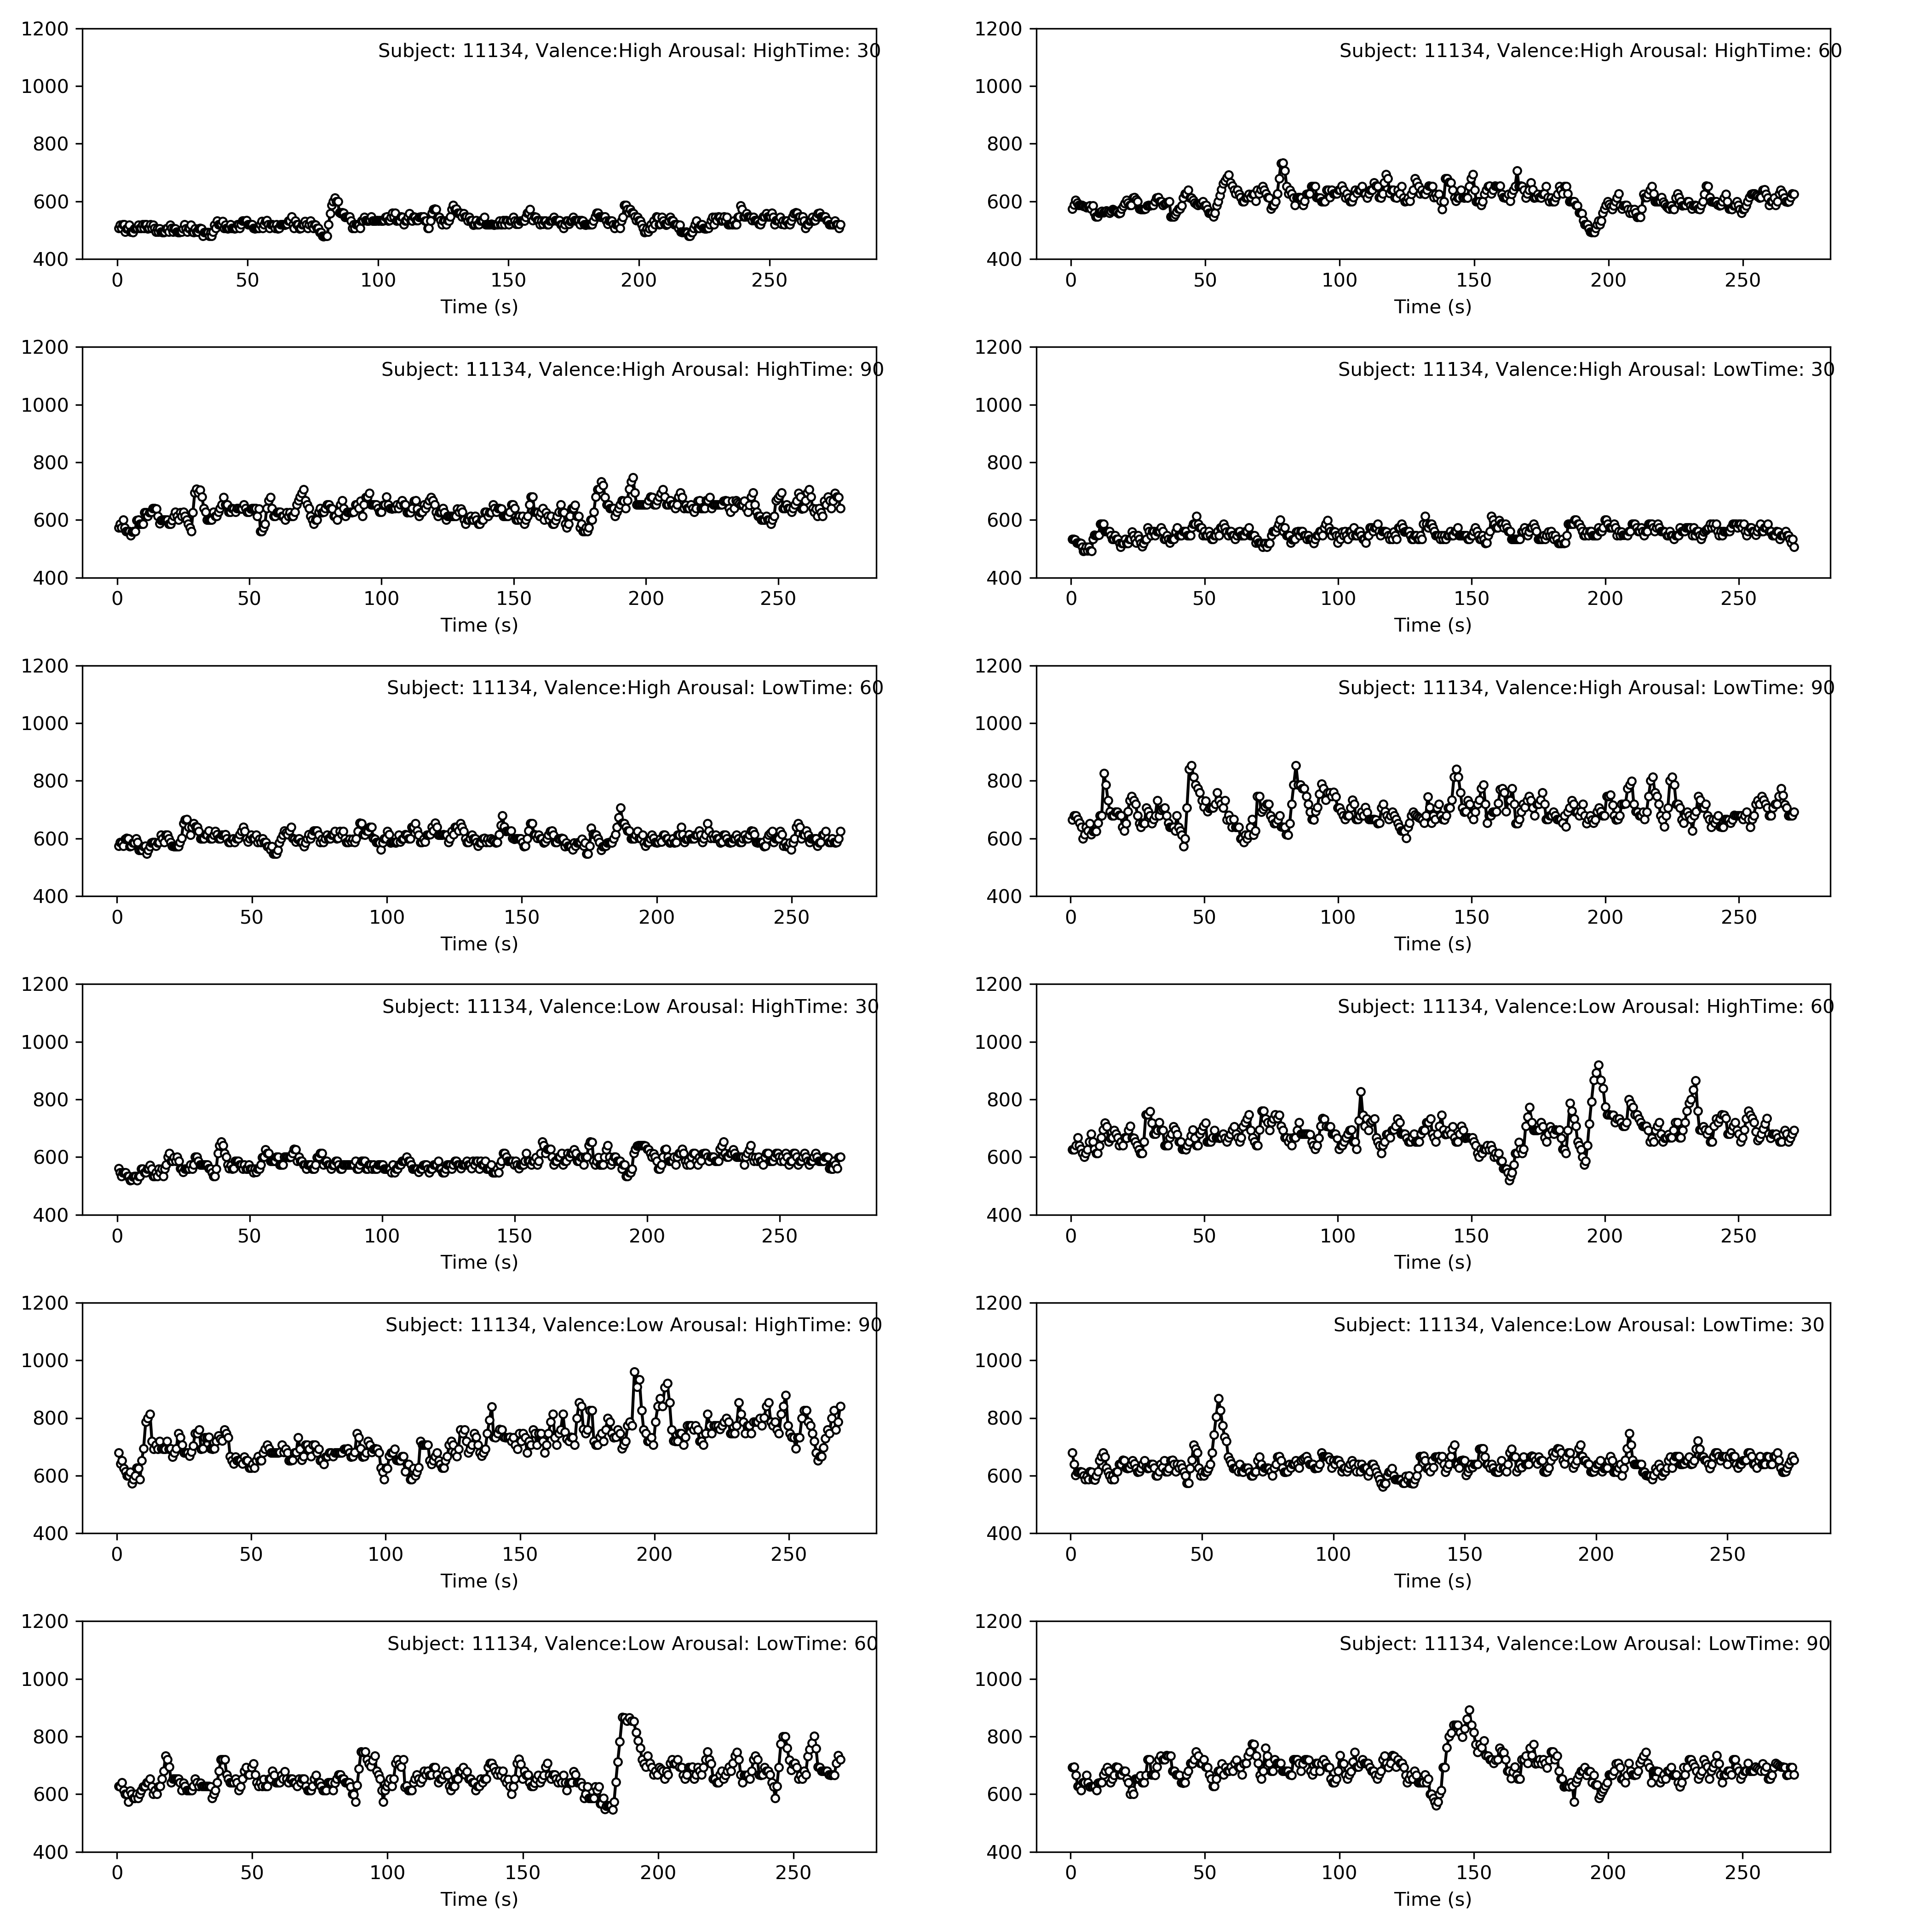 1200
1000
800
600
400
Subject: 11134, Valence:High Arousal: HighTime: 30
0 50 100 150 200 250
Time (s)
1200
1000
800
600
400
Subject: 11134, Valence:High Arousal: HighTime: 60
0 50 100 150 200 250
Time (s)
1200
1000
800
600
400
Subject: 11134, Valence:High Arousal: HighTime: 90
0 50 100 150 200 250
Time (s)
1200
1000
800
600
400
Subject: 11134, Valence:High Arousal: LowTime: 30
0 50 100 150 200 250
Time (s)
1200
1000
800
600
400
Subject: 11134, Valence:High Arousal: LowTime: 60
0 50 100 150 200 250
Time (s)
1200
1000
800
600
400
Subject: 11134, Valence:High Arousal: LowTime: 90
0 50 100 150 200 250
Time (s)
1200
1000
800
600
400
Subject: 11134, Valence:Low Arousal: HighTime: 30
0 50 100 150 200 250
Time (s)
1200
1000
800
600
400
Subject: 11134, Valence:Low Arousal: HighTime: 60
0 50 100 150 200 250
Time (s)
1200
1000
800
600
400
Subject: 11134, Valence:Low Arousal: HighTime: 90
0 50 100 150 200 250
Time (s)
1200
1000
800
600
400
Subject: 11134, Valence:Low Arousal: LowTime: 30
0 50 100 150 200 250
Time (s)
1200
1000
800
600
400
Subject: 11134, Valence:Low Arousal: LowTime: 60
0 50 100 150 200 250
Time (s)
1200
1000
800
600
400
Subject: 11134, Valence:Low Arousal: LowTime: 90
0 50 100 150 200 250
Time (s)